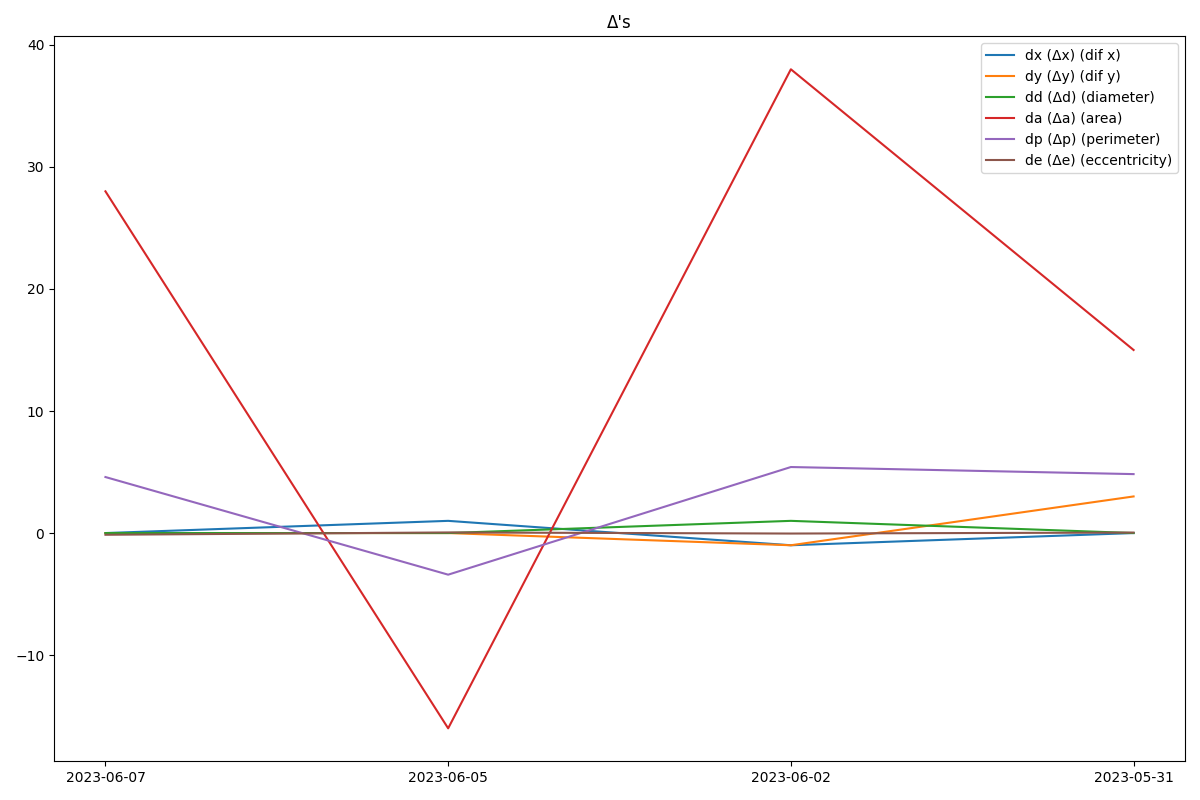 Δ's
40
30
20
10
0
−10
dx (Δx) (dif x)
dy (Δy) (dif y)
dd (Δd) (diameter)
da (Δa) (area)
dp (Δp) (perimeter)
de (Δe) (eccentricity)
2023-06-07
2023-06-05
2023-06-02
2023-05-31